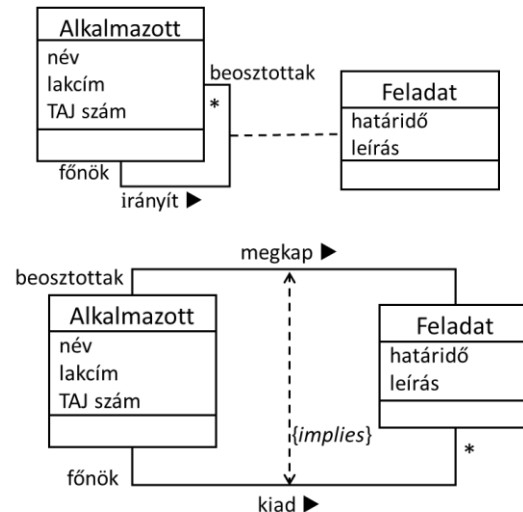 Alkalmazott
név
lakcím
TAJ szám
beosztottak
*
főnök
irányít ▶
Feladat
határidő
leírás
megkap ▶
beosztottak
Alkalmazott
név
lakcím
TAJ szám
Feladat
határidő
leírás
{implies}
*
főnök
kiad ▶